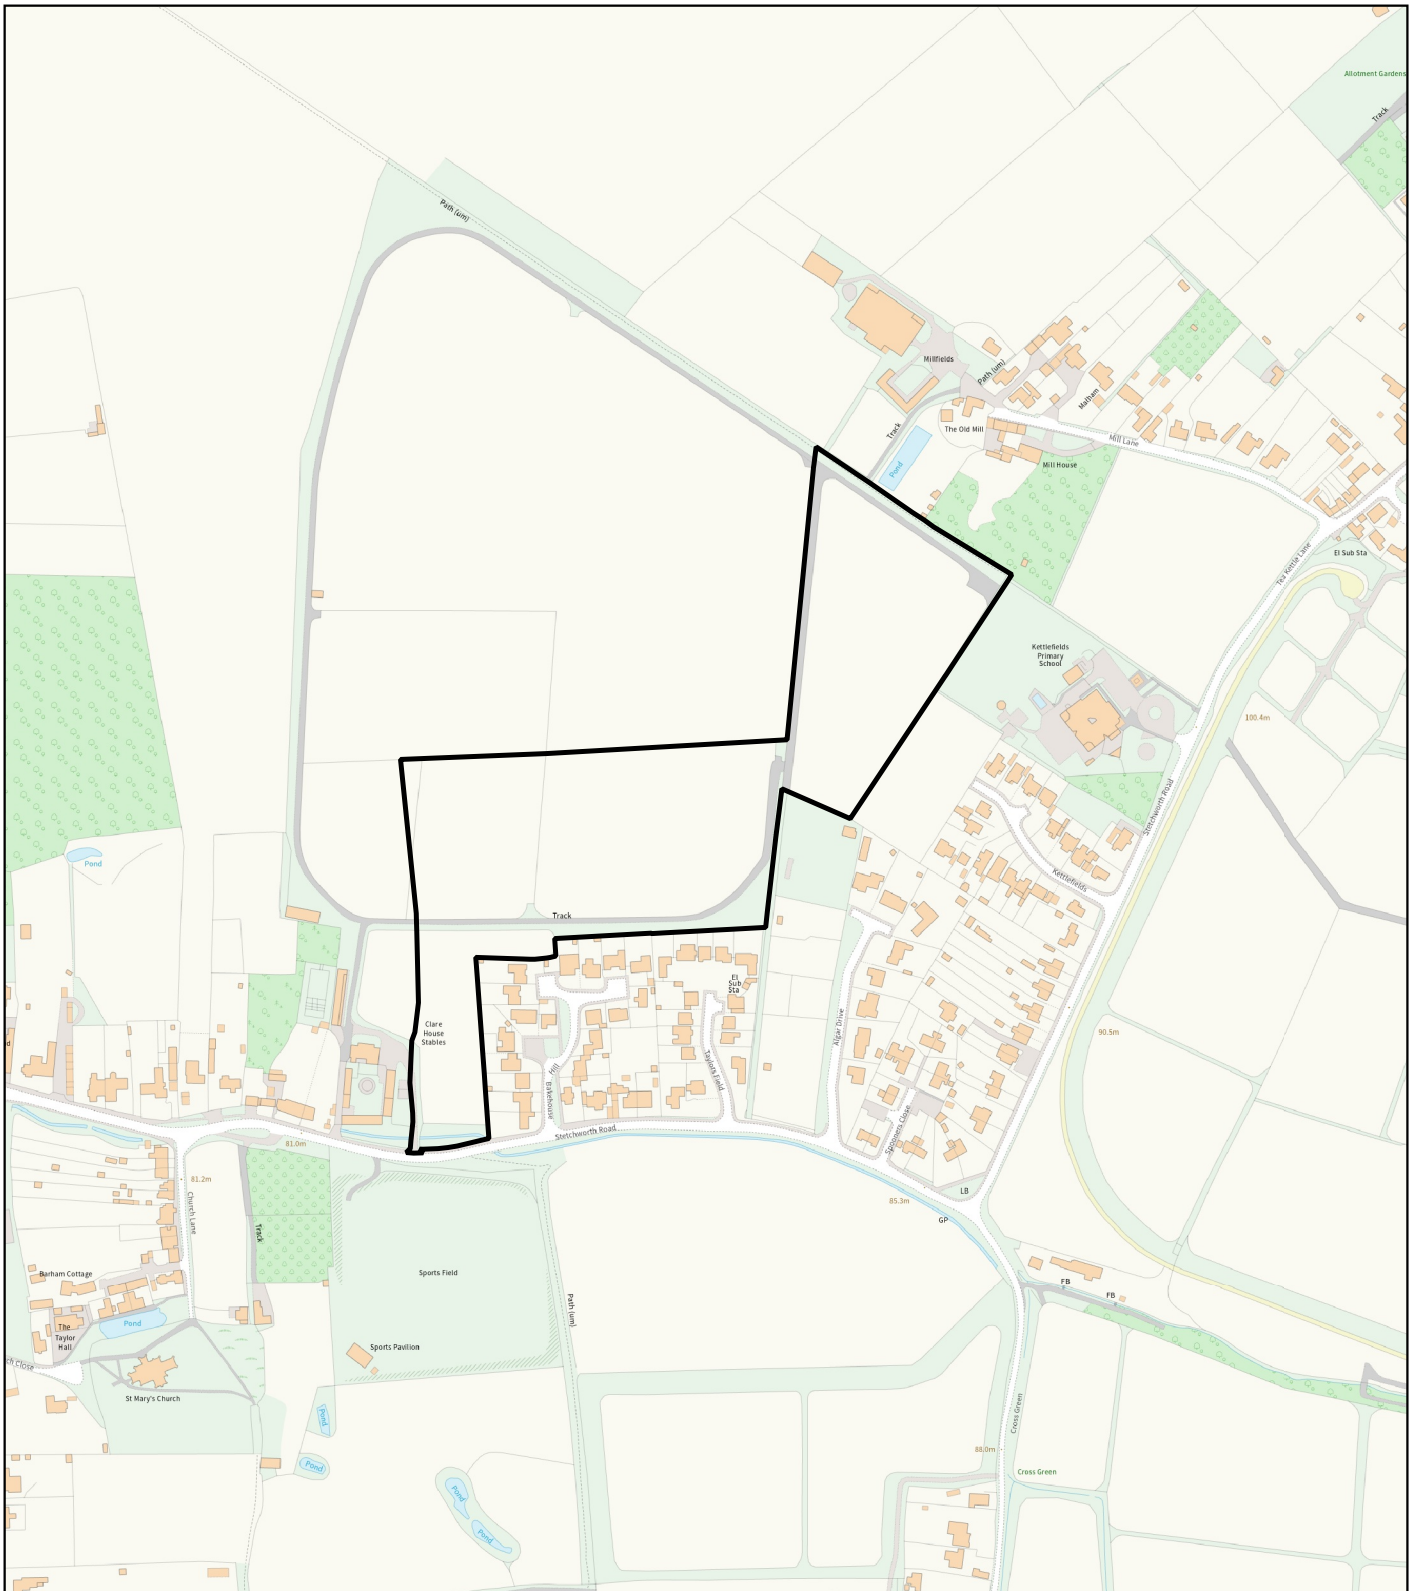 Allotment Gardens
Track
Path (um)
Millfields
Path (um)
Malbam
Track
The Old Mill
Mill Lane
Pond
Mill House
Tea Kettle Lane
El Sub Sta
Kettlefields
Primary
School
100.4m
Stetchworth Road
Pond
Kettlefields
Track
El
Sub
Sta
Clare
House
Stables
Algar Drive
90.5m
Hill
Bakehouse
Taylors Field
Stetchworth Road
Spooners Close
81.0m
81.2m
Church Lane
Track
LB
85.3m
GP
Barham Cottage
Sports Field
FB
FB
Path (um)
Pond
The
Taylor
Hall
Sports Pavilion
ch Close
St Mary's Church
Pond
Cross Green
88.0m
Pond
Cross Green
Pond
Pond